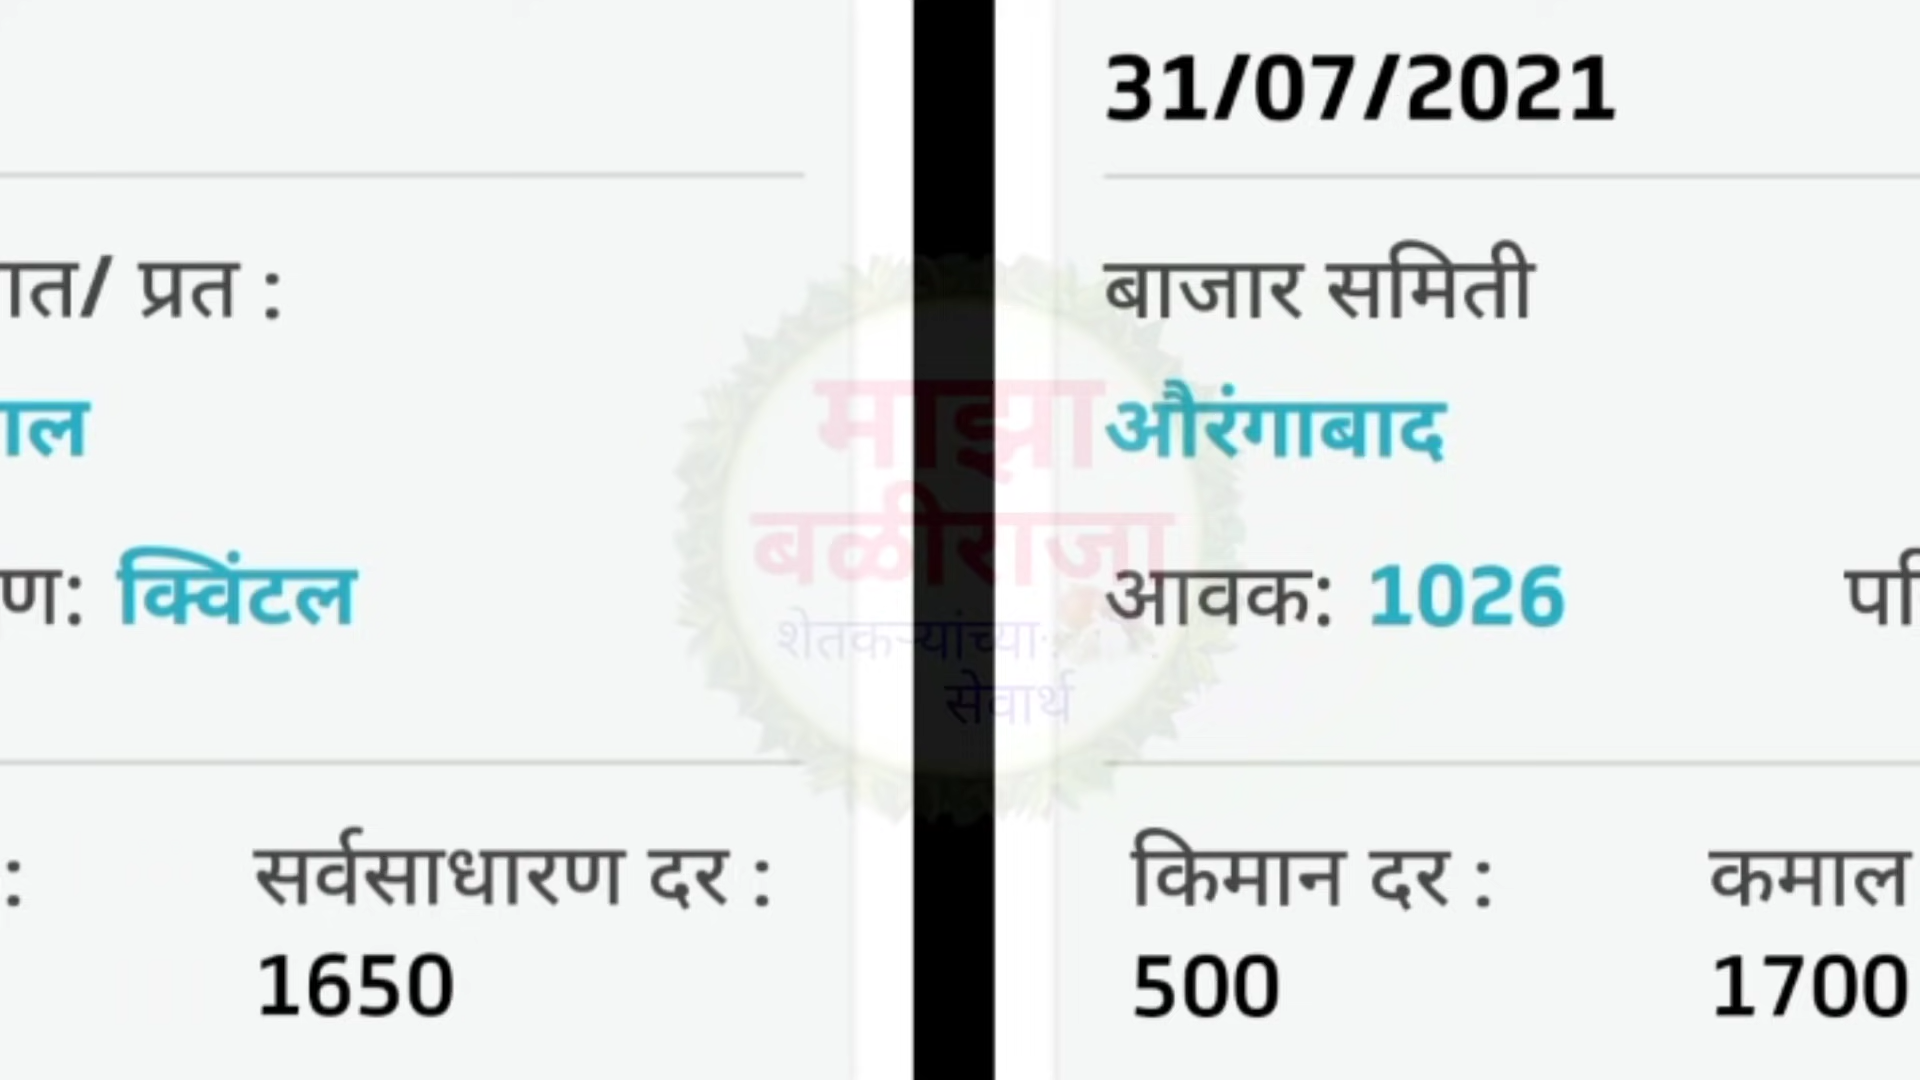 ात/ प्रत :
ाल
ण: क्विंटल
:
सर्वसाधारण दर :
1650
31/07/2021
बाजार समिती
औरंगाबाद
आवक: 1026
परि
किमान दर :
500
कमाल
1700
माझा
बळीराजा
शेतकऱ्यांच्या
सेवार्थ